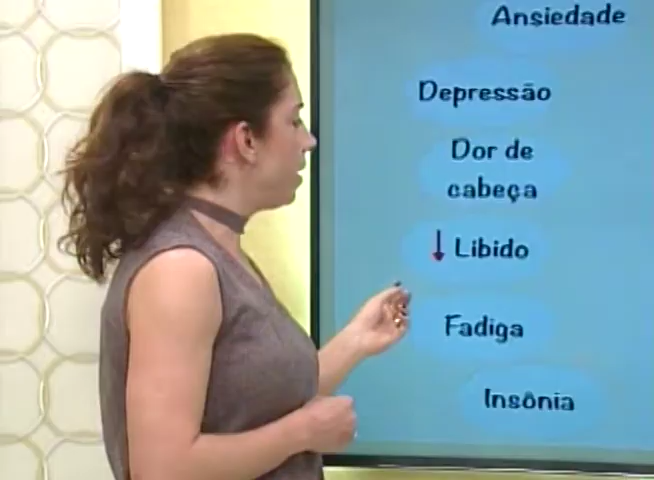 Ansiedade
Depressão
Dor de
cabeça
↓ Libido
Fadiga
Insônia